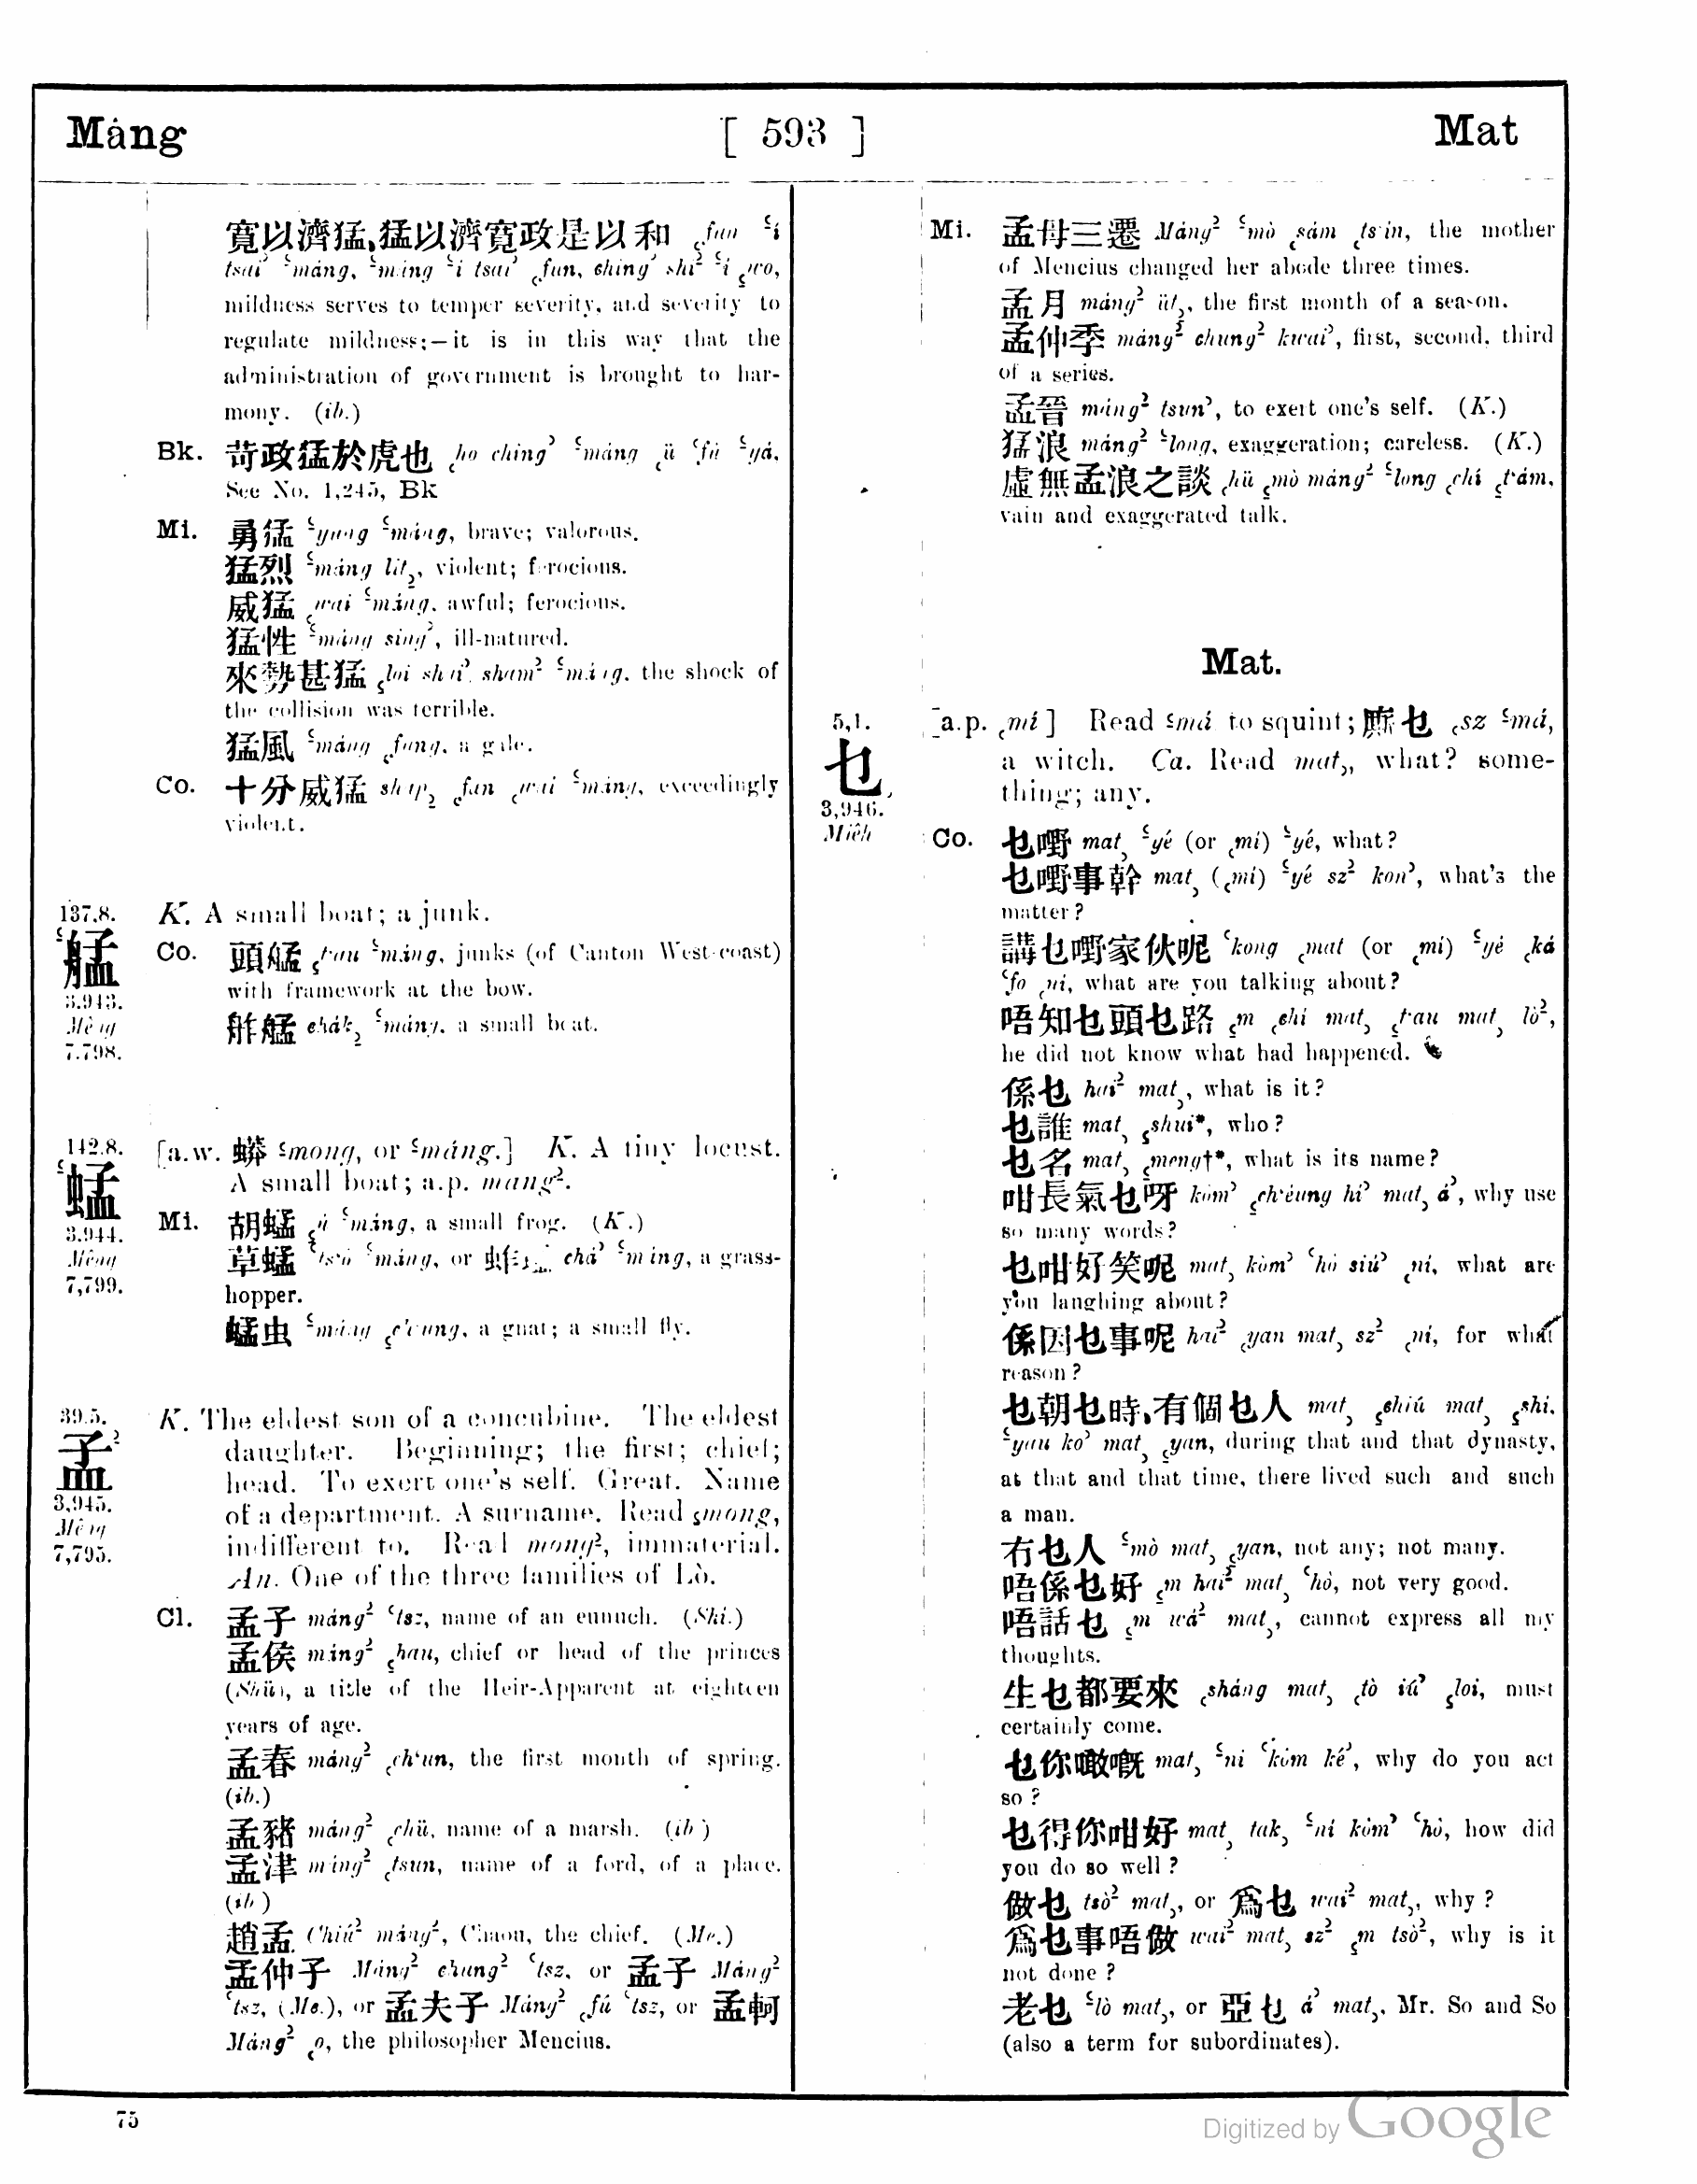 Máng [ 593 ] Mat
寬以濟猛、猛以濟寬政是以和 ꜀fun ꜃i
tsai꜄ ꜃máng, ꜃máng ꜃i tsai꜄ ꜀fun, ching꜄ shi² ꜃i ꜁wo,
mildness serves to temper severity, and severity to
regulate mildness;—it is in this way that the
administration of government is brought to har-
mony. (ib.)
Bk. 苛政猛於虎也 ꜀ho ching꜄ ꜃máng ꜀ü ꜂fú ꜃yá.
See No. 1,245, Bk
Mi. 勇猛 ꜃yung ꜃máng, brave; valorous.
猛烈 ꜃máng lit₂, violent; ferocious.
威猛 ꜀wai ꜃máng, awful; ferocious.
猛性 ꜃máng sing꜄, ill-natured.
來勢甚猛 ꜁loi shai꜄ sham² ꜃máng, the shock of
the collision was terrible.
猛風 ꜃máng ꜀fung, a gale.
Co. 十分威猛 shap₂ ꜀fan ꜀wai ꜃máng, exceedingly
violent.
137,8. K. A small boat; a junk.
艋
3,943.
Mêng
7,798.
Co. 頭艋 ꜁t'au ꜃máng, junks (of Canton West-coast)
with framework at the bow.
舴艋 chák₂ ꜃máng, a small boat.
142,8. [a.w. 蠎 ꜃mong, or ꜃máng.] K. A tiny locust.
蜢
3,944.
Mêng
7,799.
A small boat; a.p. mang².
Mi. 胡蜢 ꜁ú ꜃máng, a small frog. (K.)
草蜢 ꜂ts'ò ꜃máng, or chá꜄ ꜃máng, a grass-
hopper.
蜢虫 ꜃máng ꜁c'ung, a gnat; a small fly.
39,5. K. The eldest son of a concubine. The eldest
孟²
3,945.
Mêng
7,795.
daughter. Beginning; the first; chief;
head. To exert one's self. Great. Name
of a department. A surname. Read ꜁mong,
indifferent to. Read mong², immaterial.
An. One of the three families of Lò.
Cl. 孟子 máng² ꜂tsz, name of an eunuch. (Shí.)
孟侯 máng² ꜁hau, chief or head of the princes
(Shü), a title of the Heir-Apparent at eighteen
years of age.
孟春 máng² ꜀ch'un, the first month of spring.
(ib.)
孟豬 máng² ꜀chü, name of a marsh. (ib)
孟津 máng² ꜀tsun, name of a ford, of a place.
(ib)
趙孟 Chiú² máng², Chaou, the chief. (Me.)
孟仲子 Máng² chung² ꜂tsz, or 孟子 Máng²
꜂tsz, (Me.), or 孟夫子 Máng² ꜀fú ꜂tsz, or 孟軻
Máng² ꜀o, the philosopher Mencius.
75
Mi. 孟母三遷 Máng² ꜃mò ꜀sám ꜀ts'in, the mother
of Mencius changed her abode three times.
孟月 máng² üt₂, the first month of a season.
孟仲季 máng² chung² kwai꜄, first, second, third
of a series.
孟晉 máng² tsun꜄, to exert one's self. (K.)
猛浪 máng² ꜃long, exaggeration; careless. (K.)
虛無孟浪之談 ꜀hü ꜁mò máng² ꜃long ꜀chí ꜁t'ám,
vain and exaggerated talk.
Mat.
5,1. [a.p. ꜀mí] Read ꜃má to squint; 乜 ꜀sz ꜃má,
乜
3,946.
Miêh
a witch. Ca. Read mat꜆, what? some-
thing; any.
Co. 乜嘢 mat꜆ ꜃yé (or ꜀mí) ꜃yé, what?
乜嘢事幹 mat꜆ (꜀mí) ꜃yé sz² kon꜄, what's the
matter?
講乜嘢家伙呢 ꜂kong ꜀mat (or ꜀mí) ꜃yé ꜀ká
꜂fo ꜀ni, what are you talking about?
唔知乜頭乜路 ꜁m ꜀chí mat꜆ ꜁t'au mat꜆ lò²,
he did not know what had happened.
係乜 hai² mat꜆, what is it?
乜誰 mat꜆ ꜁shui*, who?
乜名 mat꜆ ꜁meng†*, what is its name?
咁長氣乜呀 kòm꜄ ꜁ch'éung hí꜄ mat꜆ á꜄, why use
so many words?
乜咁好笑呢 mat꜆ kòm꜄ ꜂hò siú꜄ ꜀ni, what are
you laughing about?
係因乜事呢 hai² ꜀yan mat꜆ sz² ꜀ni, for what
reason?
乜朝乜時、有個乜人 mat꜆ ꜁chiú mat꜆ ꜁shi,
꜃yau ko꜄ mat꜆ ꜁yan, during that and that dynasty,
at that and that time, there lived such and such
a man.
冇乜人 ꜃mò mat꜆ ꜁yan, not any; not many.
唔係乜好 ꜁m hai² mat꜆ ꜂hò, not very good.
唔話乜 ꜁m wá² mat꜆, cannot express all my
thoughts.
生乜都要來 ꜀sháng mat꜆ ꜀tò iú꜄ ꜁loi, must
certainly come.
乜你噉嘅 mat꜆ ꜃ni ꜂kòm ké꜄, why do you act
so?
乜得你咁好 mat꜆ tak꜆ ꜃ní kòm꜄ ꜂hò, how did
you do so well?
做乜 tsò² mat꜆, or 爲乜 wai² mat꜆, why?
爲乜事唔做 wai² mat꜆ sz² ꜁m tsò², why is it
not done?
老乜 ꜃lò mat꜆, or 亞乜 á꜄ mat꜆, Mr. So and So
(also a term for subordinates).
Digitized by Google